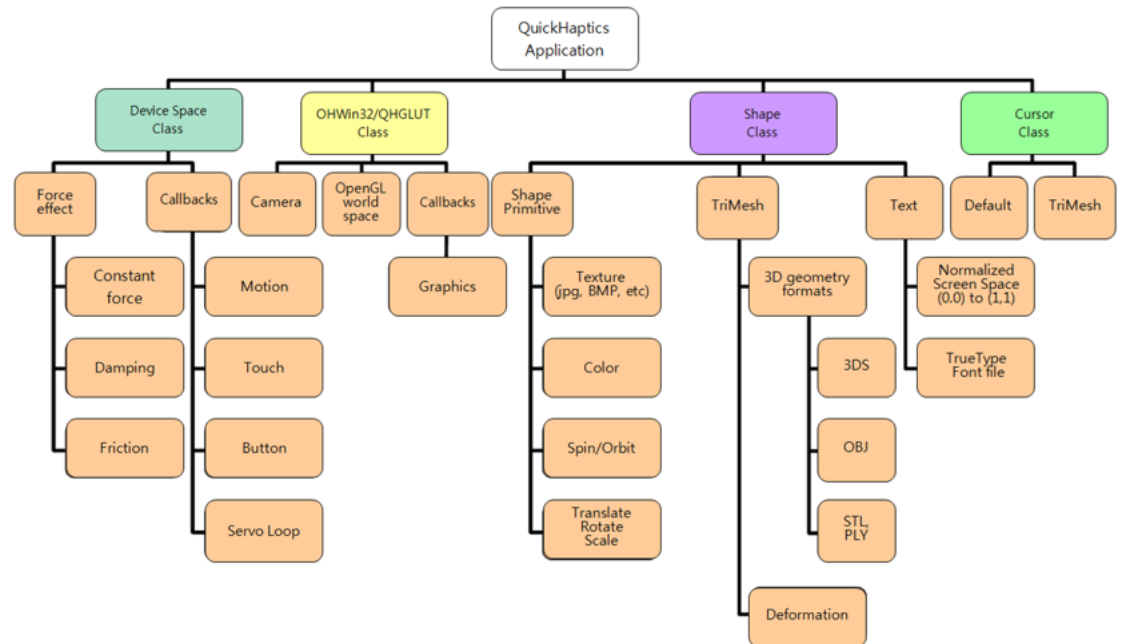 QuickHaptics
Application
Device Space
Class
OHWin32/QHGLUT
Class
Shape
Class
Cursor
Class
Force
effect
Callbacks
Camera
OpenGL
world
space
Callbacks
Shape
Primitive
TriMesh
Text
Default
TriMesh
Constant
force
Motion
Graphics
Texture
(jpg, BMP, etc)
3D geometry
formats
Normalized
Screen Space
(0.0) to (1,1)
Damping
Touch
Color
3DS
TrueType
Font file
Friction
Button
Spin/Orbit
OBJ
Servo Loop
Translate
Rotate
Scale
STL,
PLY
Deformation